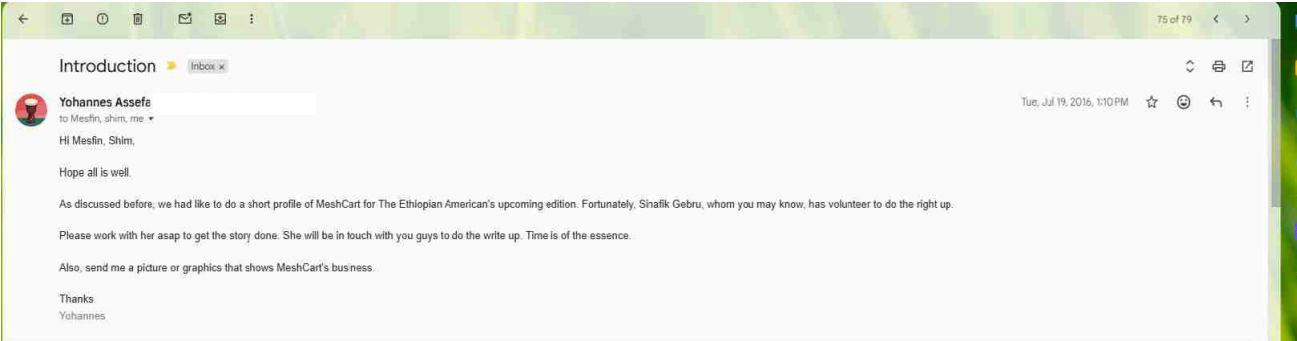 75 of 79
Introduction
Inbox x
Yohannes Assefa
Tue, Jul 19, 2016, 1:10 PM
to Mesfin, shim, me
Hi Mesfin, Shim,
Hope all is well.
As discussed before, we had like to do a short profile of MeshCart for The Ethiopian American's upcoming edition. Fortunately, Sinafik Gebru, whom you may know, has volunteer to do the right up.
Please work with her asap to get the story done. She will be in touch with you guys to do the write up. Time is of the essence.
Also, send me a picture or graphics that shows MeshCart's business.
Thanks
Yohannes